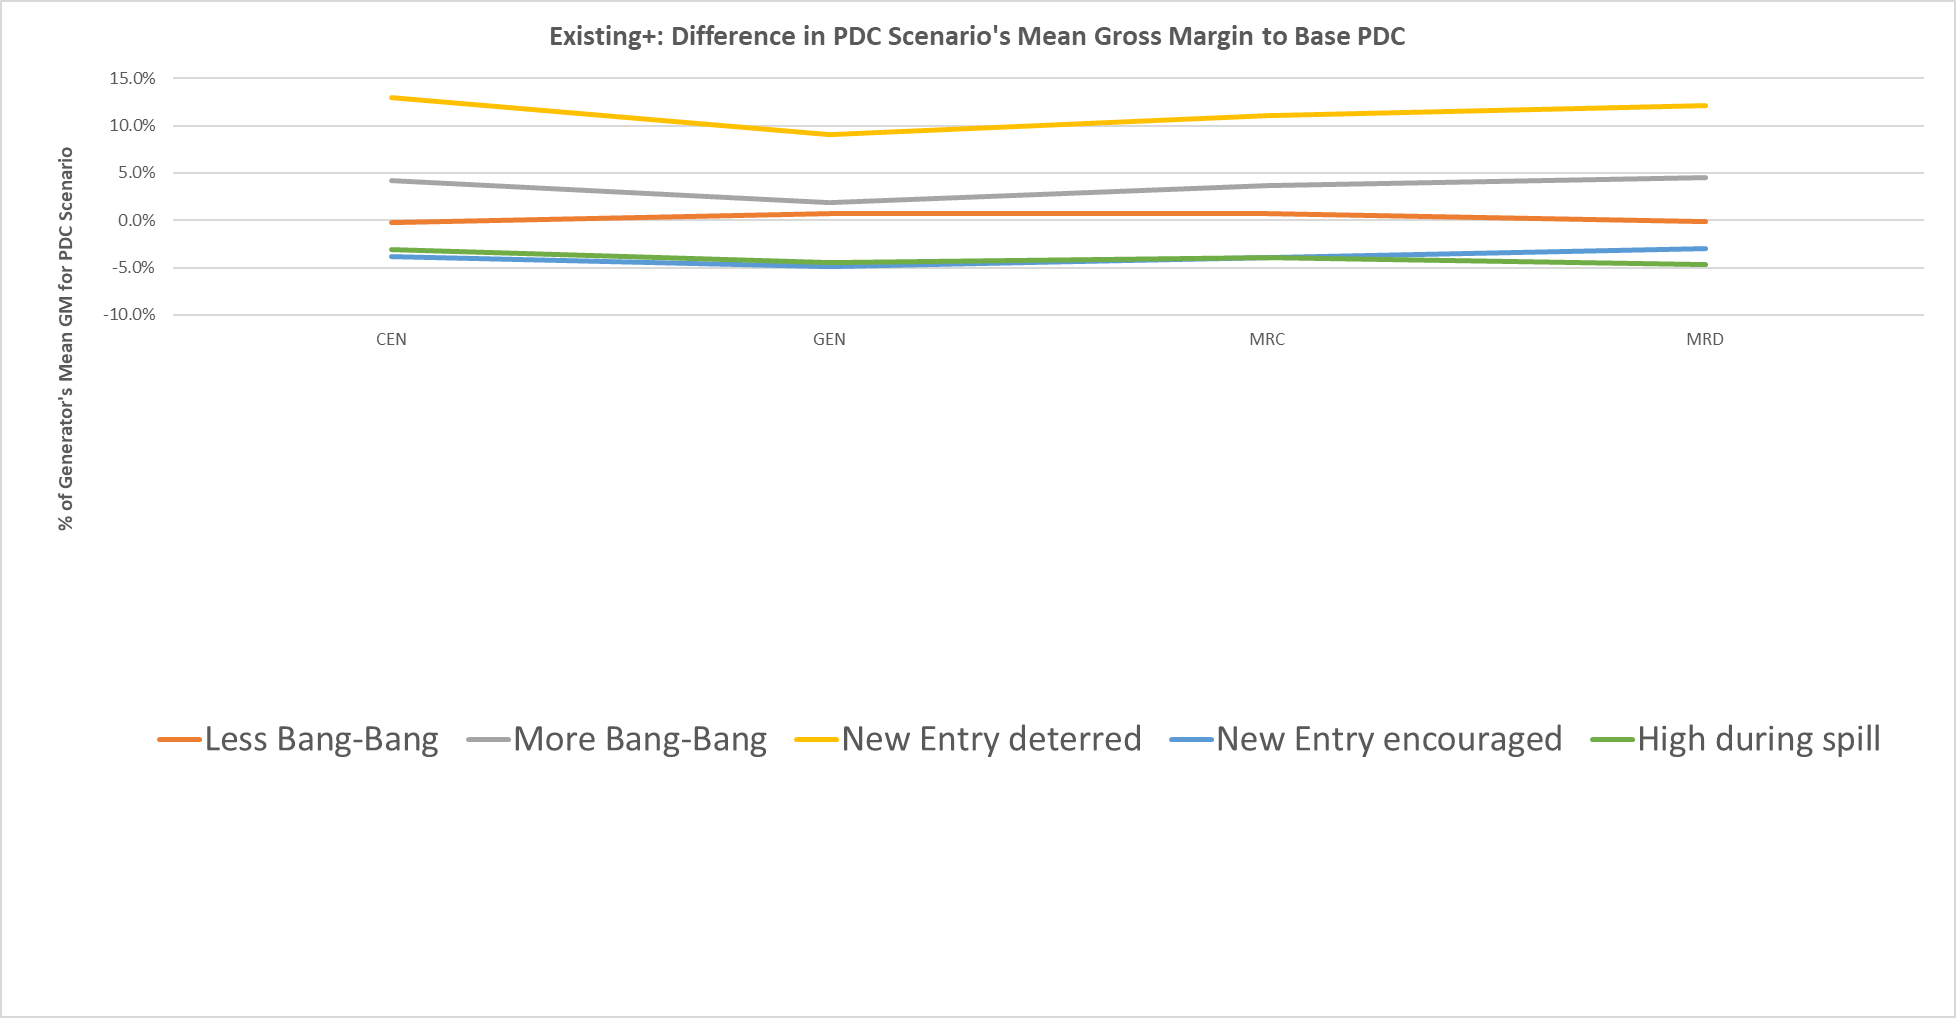 Existing+: Difference in PDC Scenario's Mean Gross Margin to Base PDC
% of Generator's Mean GM for PDC Scenario
15.0%
10.0%
5.0%
0.0%
-5.0%
-10.0%
CEN GEN MRC MRD
Less Bang-Bang More Bang-Bang New Entry deterred New Entry encouraged High during spill